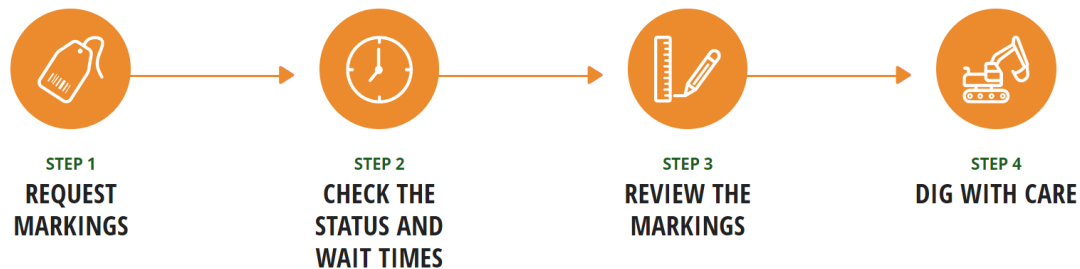 STEP 1
REQUEST
MARKINGS
STEP 2
CHECK THE
STATUS AND
WAIT TIMES
STEP 3
REVIEW THE
MARKINGS
STEP 4
DIG WITH CARE